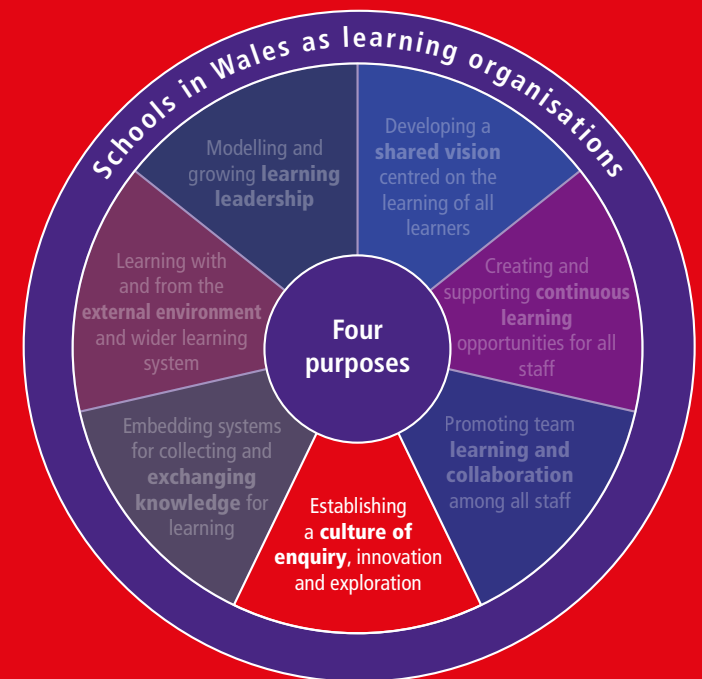 Schools in Wales as learning organisations
Developing a
shared vision
centred on the
learning of all
learners
Creating and
supporting continuous
learning
opportunities for all
staff
Promoting team
learning and
collaboration
among all staff
Establishing
a culture of
enquiry, innovation
and exploration
Embedding systems
for collecting and
exchanging
knowledge for
learning
Learning with
and from the
external environment
and wider learning
system
Modelling and
growing learning
leadership
Four
purposes